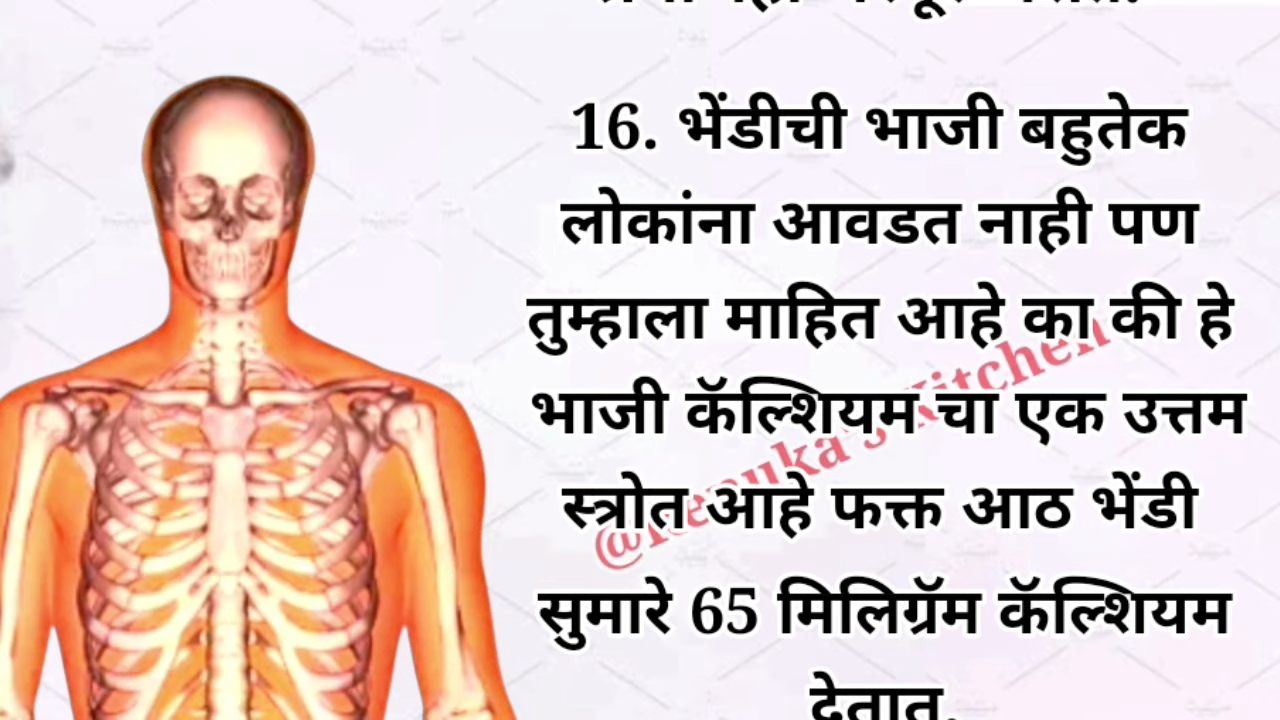 16. भेंडीची भाजी बहुतेक
लोकांना आवडत नाही पण
तुम्हाला माहित आहे का की हे
भाजी कॅल्शियम चा एक उत्तम
स्त्रोत आहे फक्त आठ भेंडी
सुमारे 65 मिलिग्रॅम कॅल्शियम
देतात.